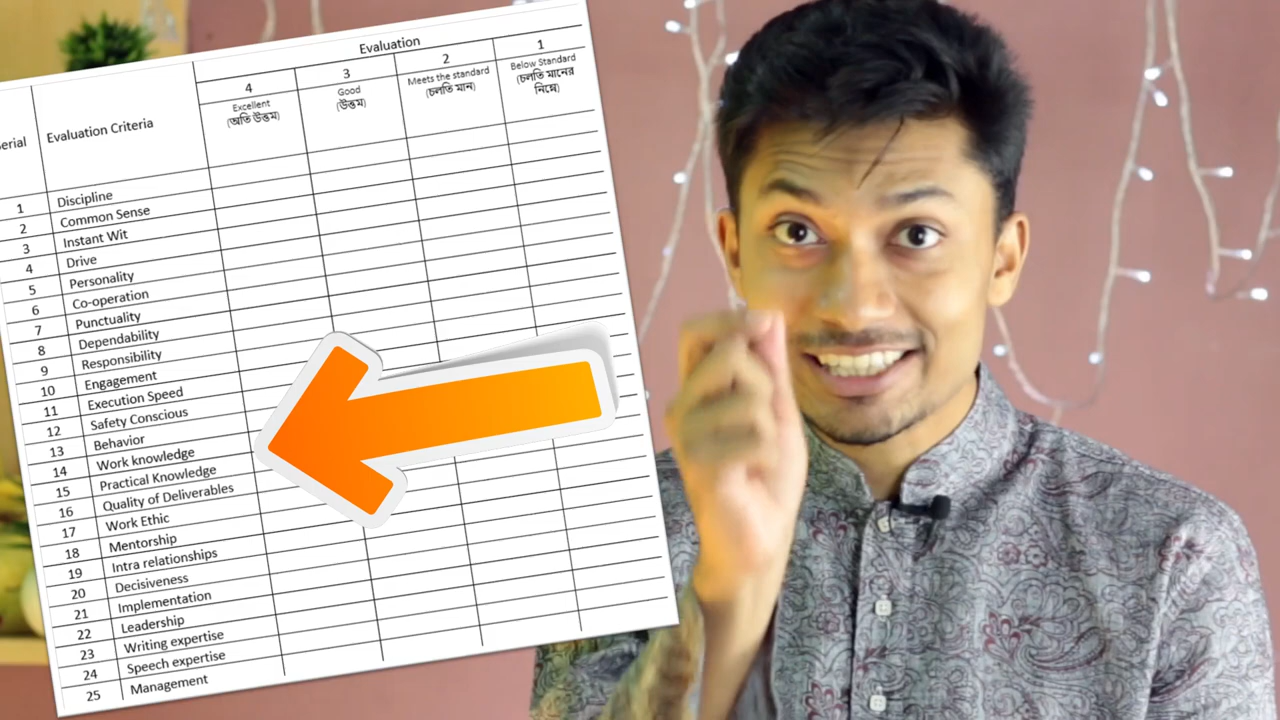 Evaluation
4 3 2 1
Serial Evaluation Criteria Excellent Good Meets the standard Below Standard
(অতি উত্তম) (উত্তম) (চলতি মান) (চলতি মানের
নিম্নে)
1 Discipline
2 Common Sense
3 Instant Wit
4 Drive
5 Personality
6 Co-operation
7 Punctuality
8 Dependability
9 Responsibility
10 Engagement
11 Execution Speed
12 Safety Conscious
13 Behavior
14 Work knowledge
15 Practical Knowledge
16 Quality of Deliverables
17 Work Ethic
18 Mentorship
19 Intra relationships
20 Decisiveness
21 Implementation
22 Leadership
23 Writing expertise
24 Speech expertise
25 Management